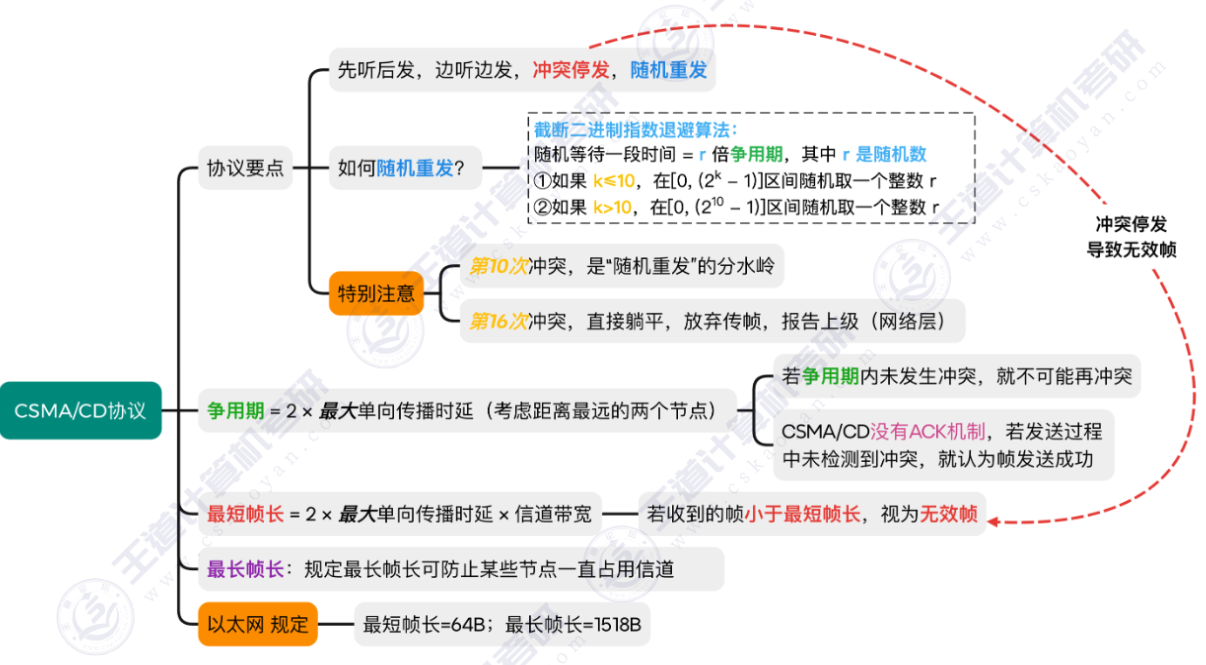 先听后发，边听边发，冲突停发，随机重发
截断二进制指数退避算法：
随机等待一段时间 = r 倍争用期，其中 r 是随机数
①如果 k≤10，在[0, (2^k – 1)]区间随机取一个整数 r
②如果 k>10，在[0, (2^10 – 1)]区间随机取一个整数 r
协议要点
如何随机重发？
冲突停发
导致无效帧
特别注意
第10次冲突，是“随机重发”的分水岭
第16次冲突，直接躺平，放弃传帧，报告上级（网络层）
CSMA/CD协议
争用期 = 2 × 最大单向传播时延（考虑距离最远的两个节点）
若争用期内未发生冲突，就不可能再冲突
CSMA/CD没有ACK机制，若发送过程
中未检测到冲突，就认为帧发送成功
最短帧长 = 2 × 最大单向传播时延 × 信道带宽
若收到的帧小于最短帧长，视为无效帧
最长帧长：规定最长帧长可防止某些节点一直占用信道
以太网 规定
最短帧长=64B；最长帧长=1518B
王道计算机考研
www.cskaoyan.com